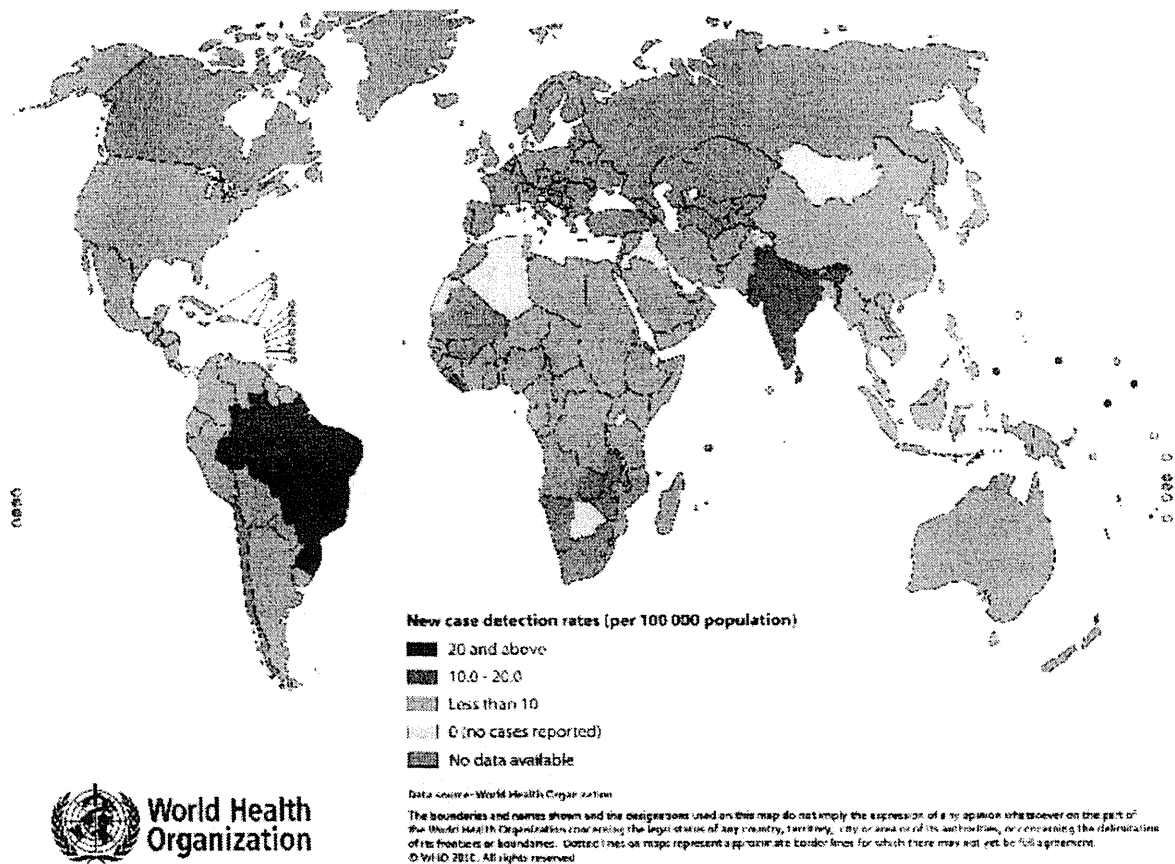 New case detection rates (per 100 000 population)
20 and above
10.0 - 20.0
Less than 10
0 (no cases reported)
No data available
World Health
Organization
Data source: World Health Organization
The boundaries and names shown and the designations used on this map do not imply the expression of any opinion whatsoever on the part of
the World Health Organization concerning the legal status of any country, territory, city or area or of its authorities, or concerning the delimitation
of its frontiers or boundaries. Dotted lines on maps represent approximate border lines for which there may not yet be full agreement.
© WHO 2010. All rights reserved